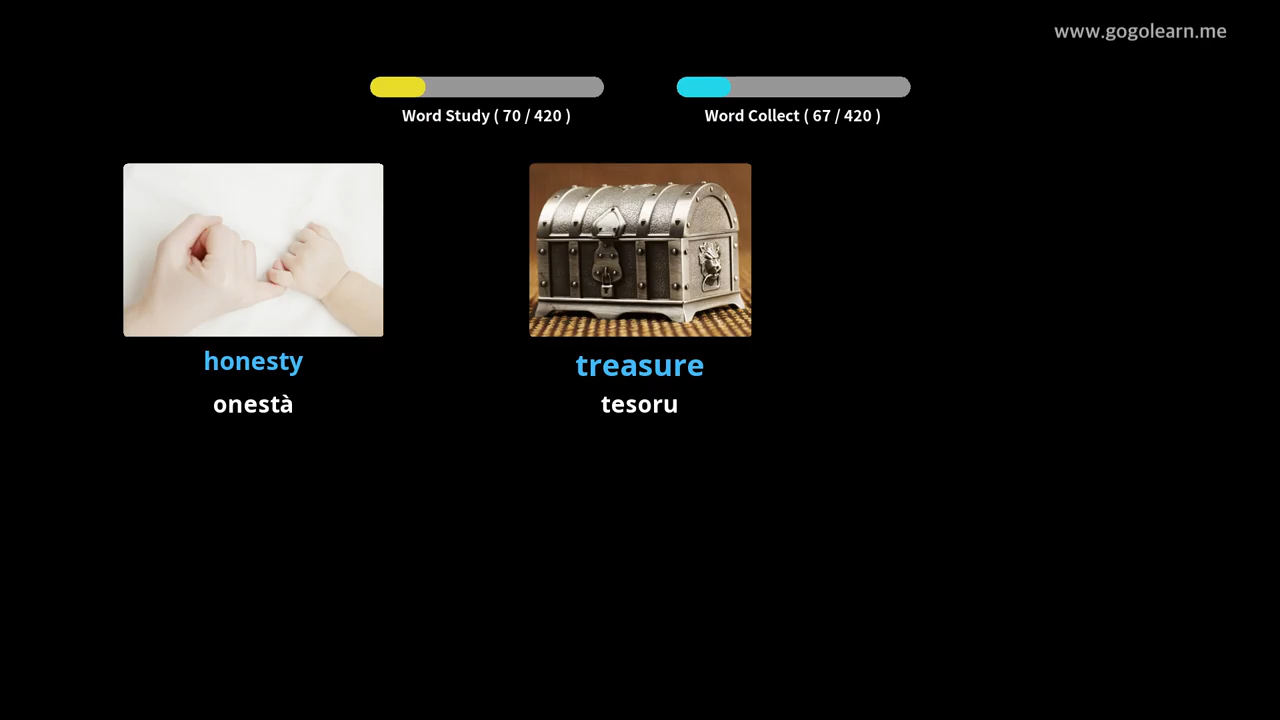 www.gogolearn.me
Word Study ( 70 / 420 )
Word Collect ( 67 / 420 )
honesty
onestà
treasure
tesoru